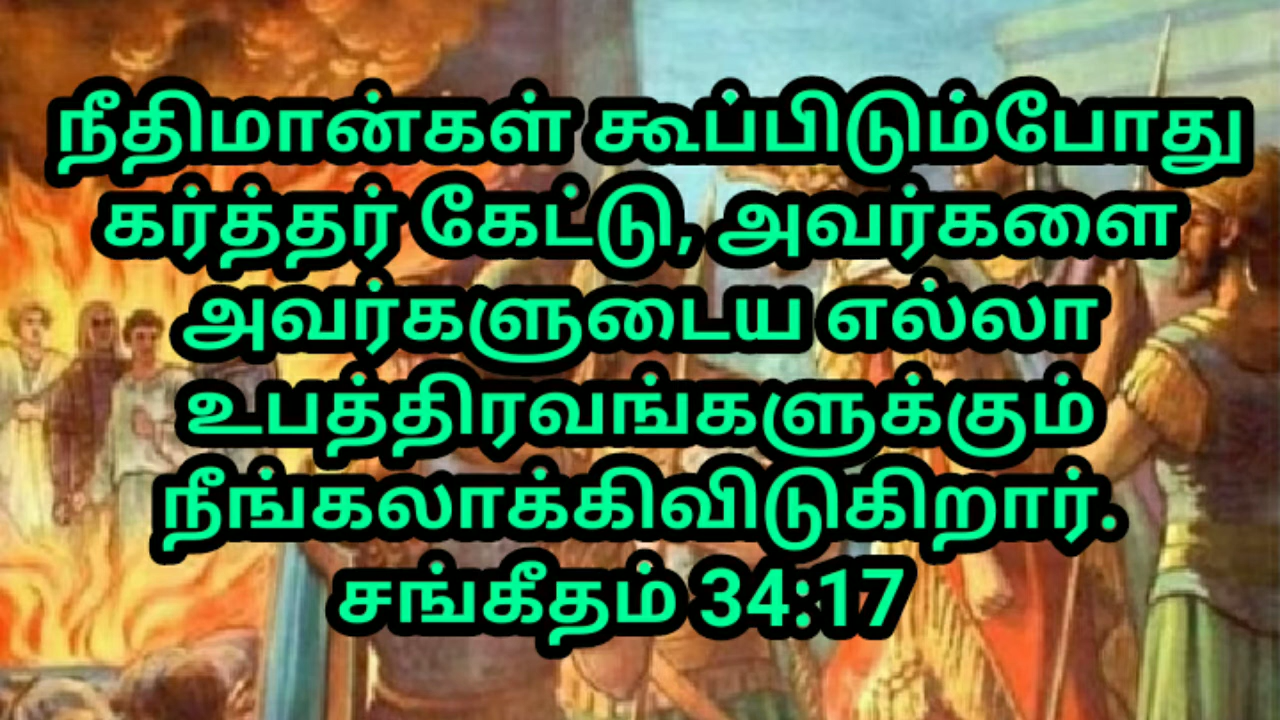 நீதிமான்கள் கூப்பிடும்போது
கர்த்தர் கேட்டு, அவர்களை
அவர்களுடைய எல்லா
உபத்திரவங்களுக்கும்
நீங்கலாக்கிவிடுகிறார்.
சங்கீதம் 34:17